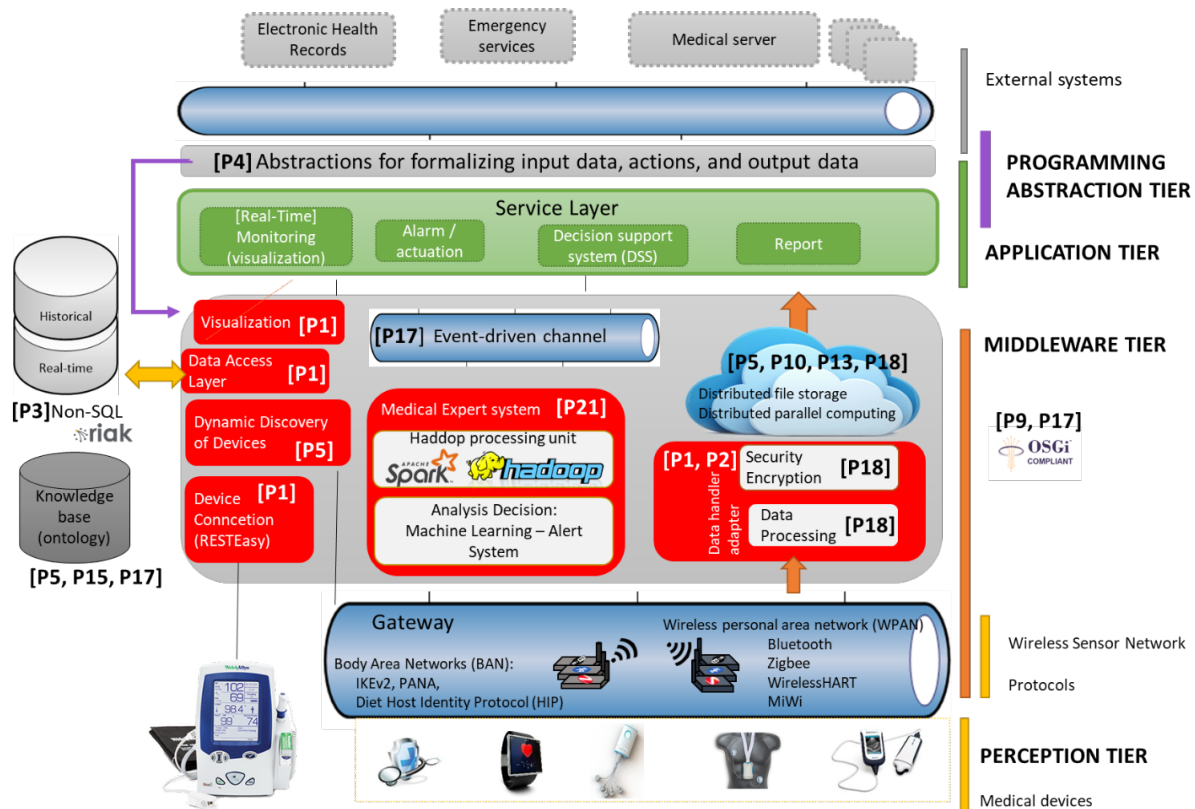 Electronic Health
Records
Emergency
services
Medical server
External systems
[P4] Abstractions for formalizing input data, actions, and output data
PROGRAMMING
ABSTRACTION TIER
Service Layer
[Real-Time]
Monitoring
(visualization)
Alarm /
actuation
Decision support
system (DSS)
Report
APPLICATION TIER
Historical
Real-time
[P3]Non-SQL
riak
Knowledge
base
(ontology)
[P5, P15, P17]
Visualization [P1]
Data Access
Layer [P1]
Dynamic Discovery
of Devices [P5]
Device [P1]
Conncetion
(RESTEasy)
[P17] Event-driven channel
Medical Expert system [P21]
Haddop processing unit
APACHE
Spark
hadoop
Analysis Decision:
Machine Learning – Alert
System
[P5, P10, P13, P18]
Distributed file storage
Distributed parallel computing
[P1, P2]
Data handler
adapter
Security
Encryption [P18]
Data
Processing [P18]
MIDDLEWARE TIER
[P9, P17]
OSGi
COMPLIANT
Gateway
Body Area Networks (BAN):
IKEv2, PANA,
Diet Host Identity Protocol (HIP)
Wireless personal area network (WPAN)
Bluetooth
Zigbee
WirelessHART
MiWi
Wireless Sensor Network
Protocols
102
69
98.4
99 74
PERCEPTION TIER
Medical devices